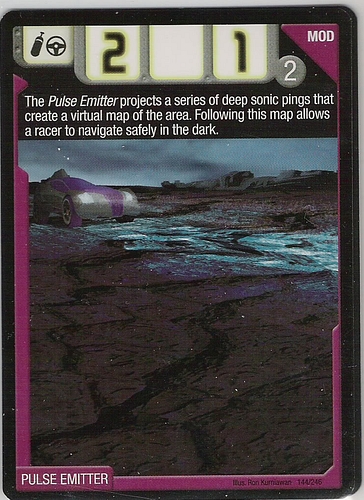 2 1 MOD
2
The Pulse Emitter projects a series of deep sonic pings that
create a virtual map of the area. Following this map allows
a racer to navigate safely in the dark.
PULSE EMITTER Illus. Ron Kurniawan 144/246